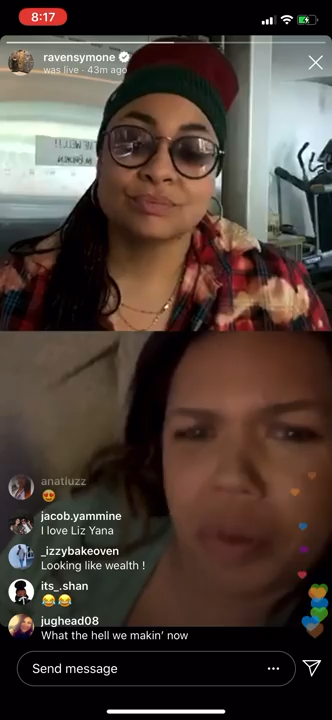 8:17
ravensymone
was live · 43m ago
anatluzz
😍
jacob.yammine
I love Liz Yana
_izzybakeoven
Looking like wealth !
its_.shan
😂😂
jughead08
What the hell we makin’ now
Send message